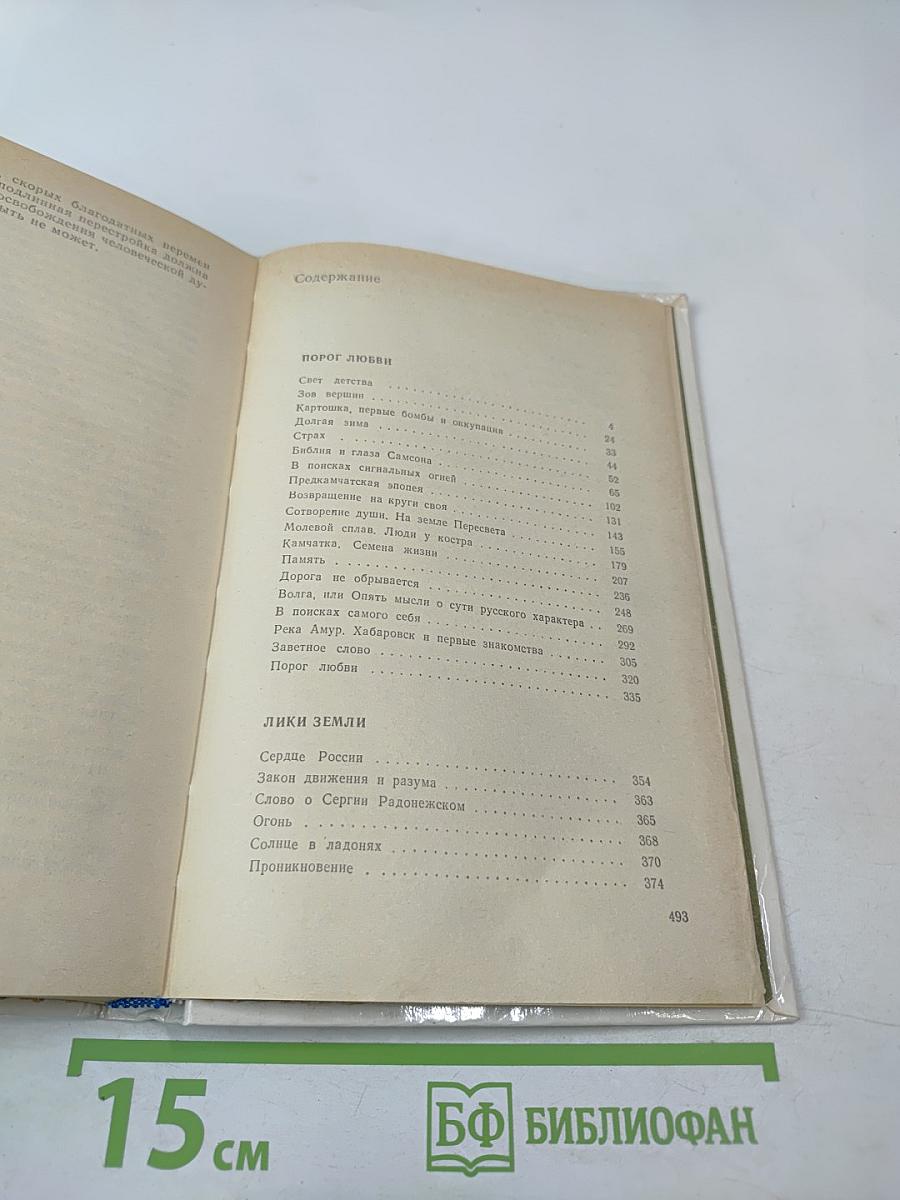 скорых благодатных перемен
подлинная перестройка должна
освобождения человеческой ду-
ыть не может.
Содержание
ПОРОГ ЛЮБВИ
Свет детства . . . . . . . . . . . . . . . . 4
Зов вершин . . . . . . . . . . . . . . . . 24
Картошка, первые бомбы и оккупация . . . . . . . . 33
Долгая зима . . . . . . . . . . . . . . . . 44
Страх . . . . . . . . . . . . . . . . 52
Библия и глаза Самсона . . . . . . . . . . . . 65
В поисках сигнальных огней . . . . . . . . . . . 102
Предкамчатская эпопея . . . . . . . . . . . . 131
Возвращение на круги своя . . . . . . . . . . . 143
Сотворение души. На земле Пересвета . . . . . . . . 155
Молевой сплав. Люди у костра . . . . . . . . . . 179
Камчатка. Семена жизни . . . . . . . . . . . . 207
Память . . . . . . . . . . . . . . . . 236
Дорога не обрывается . . . . . . . . . . . . . 248
Волга, или Опять мысли о сути русского характера . . 269
В поисках самого себя . . . . . . . . . . . . 292
Река Амур. Хабаровск и первые знакомства . . . . . . 305
Заветное слово . . . . . . . . . . . . . . . 320
Порог любви . . . . . . . . . . . . . . . . 335
ЛИКИ ЗЕМЛИ
Сердце России . . . . . . . . . . . . . . . . 354
Закон движения и разума . . . . . . . . . . . . 363
Слово о Сергии Радонежском . . . . . . . . . . . 365
Огонь . . . . . . . . . . . . . . . . 368
Солнце в ладонях . . . . . . . . . . . . . . . 370
Проникновение . . . . . . . . . . . . . . . . 374
493
15 см
БФ БИБЛИОФАН